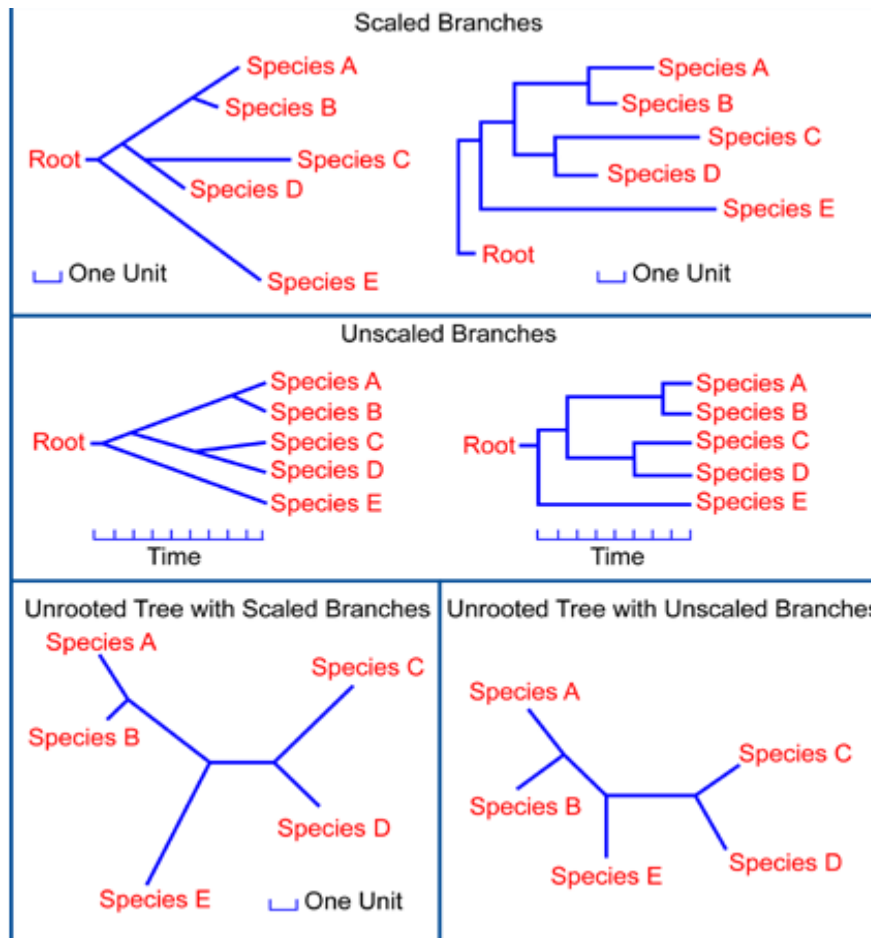 Scaled Branches
Species A
Species B
Root
Species C
Species D
Species E
One Unit
Species A
Species B
Species C
Species D
Species E
Root
One Unit
Unscaled Branches
Species A
Species B
Root
Species C
Species D
Species E
Time
Species A
Species B
Root
Species C
Species D
Species E
Time
Unrooted Tree with Scaled Branches
Species A
Species C
Species B
Species D
Species E
One Unit
Unrooted Tree with Unscaled Branches
Species A
Species C
Species B
Species E
Species D